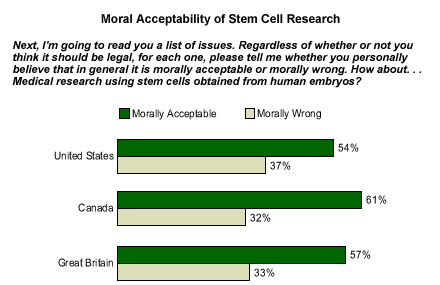 Moral Acceptability of Stem Cell Research
Next, I'm going to read you a list of issues. Regardless of whether or not you
think it should be legal, for each one, please tell me whether you personally
believe that in general it is morally acceptable or morally wrong. How about. . .
Medical research using stem cells obtained from human embryos?
Morally Acceptable Morally Wrong
United States 54%
37%
Canada 61%
32%
Great Britain 57%
33%